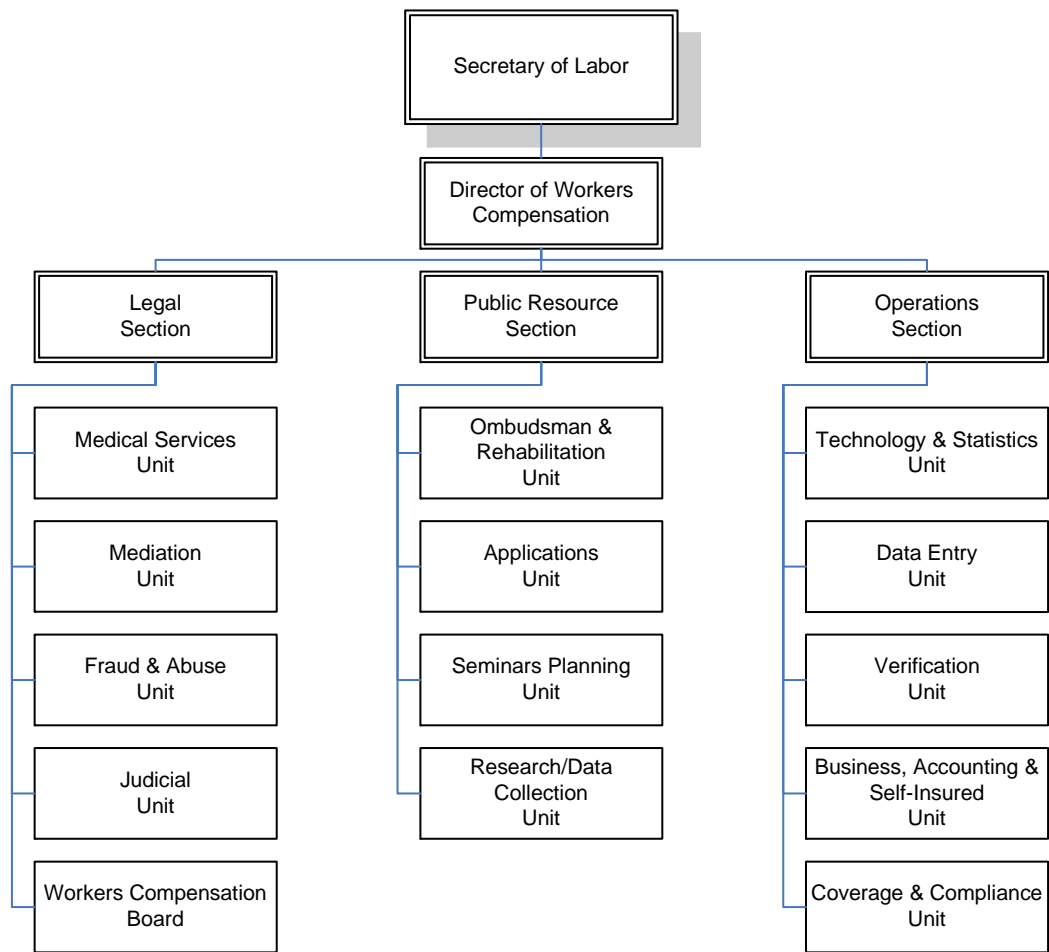 Secretary of Labor
Director of Workers
Compensation
Legal
Section
Public Resource
Section
Operations
Section
Medical Services
Unit
Mediation
Unit
Fraud & Abuse
Unit
Judicial
Unit
Workers Compensation
Board
Ombudsman &
Rehabilitation
Unit
Applications
Unit
Seminars Planning
Unit
Research/Data
Collection
Unit
Technology & Statistics
Unit
Data Entry
Unit
Verification
Unit
Business, Accounting &
Self-Insured
Unit
Coverage & Compliance
Unit